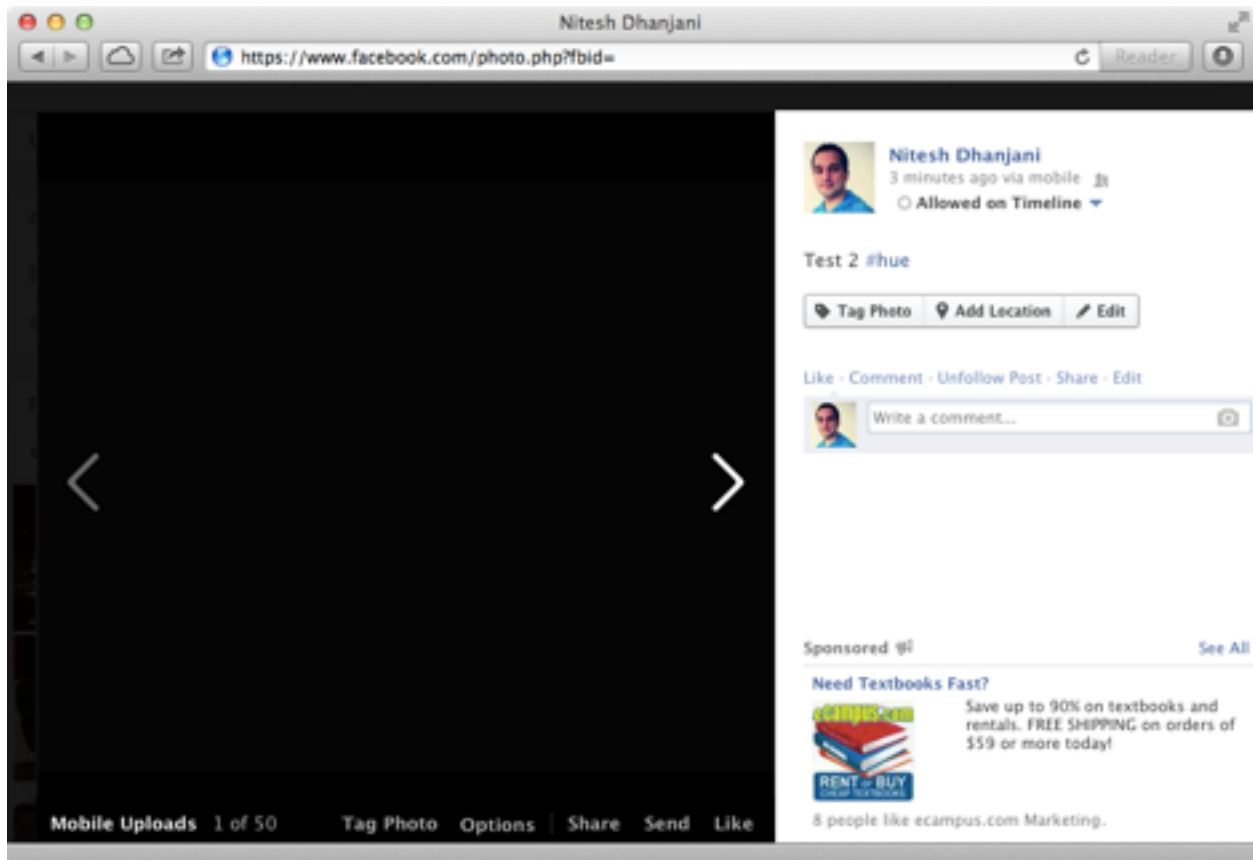 Nitesh Dhanjani
https://www.facebook.com/photo.php?fbid=
Reader
Nitesh Dhanjani
3 minutes ago via mobile
Allowed on Timeline
Test 2 #hue
Tag Photo Add Location Edit
Like · Comment · Unfollow Post · Share · Edit
Write a comment...
Sponsored
See All
Need Textbooks Fast?
ecampus.com
RENT or BUY
CHEAP TEXTBOOKS
Save up to 90% on textbooks and
rentals. FREE SHIPPING on orders of
$59 or more today!
8 people like ecampus.com Marketing.
Mobile Uploads 1 of 50 Tag Photo Options Share Send Like